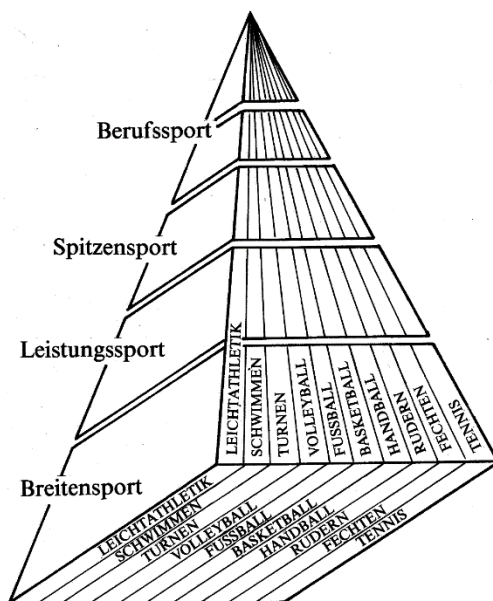 Berufssport
Spitzensport
Leistungssport
Breitensport
LEICHTATHLETIK
SCHWIMMEN
TURNEN
VOLLEYBALL
FUSSBALL
BASKETBALL
HANDBALL
RUDERN
FECHTEN
TENNIS
LEICHTATHLETIK
SCHWIMMEN
TURNEN
VOLLEYBALL
FUSSBALL
BASKETBALL
HANDBALL
RUDERN
FECHTEN
TENNIS